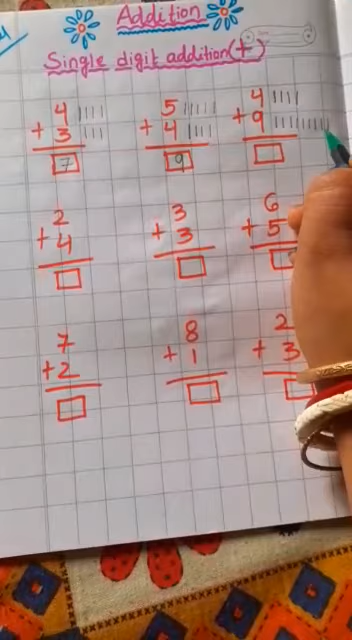 Addition
Single digit addition (+)
4 5 4
+ 3 + 4 + 9
7 9
2 3 6
+ 4 + 3 + 5
7 8 2
+ 2 + 1 + 3